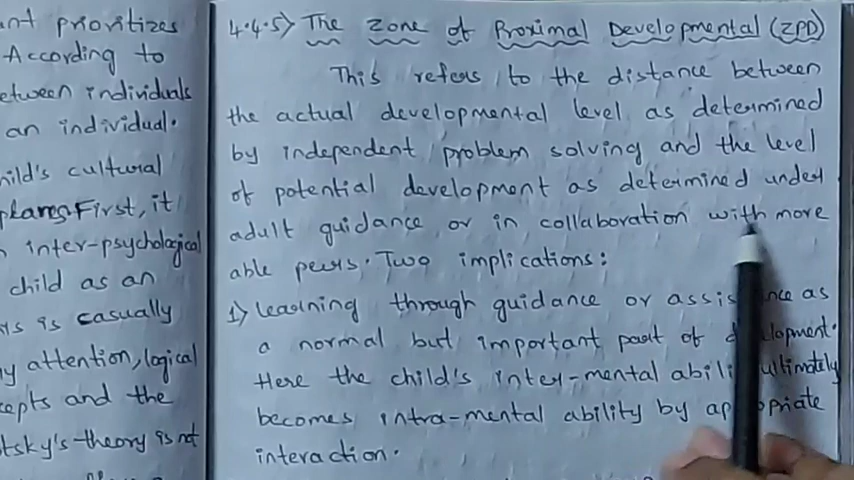 nt prioritizes
. According to
etween individuals
an individual.
hild's cultural
planes. First, it
inter-psychological
child as an
is casually
attention, logical
cepts and the
tsky's theory is not
4.4.5) The Zone of Proximal Developmental (ZPD)
This refers to the distance between
the actual developmental level as determined
by independent problem solving and the level
of potential development as determined under
adult guidance or in collaboration with more
able peers. Two implications:
1) Learning through guidance or assis nce as
a normal but important part of d lopment.
Here the child's inter-mental abili ultimately
becomes intra-mental ability by ap opriate
interaction.